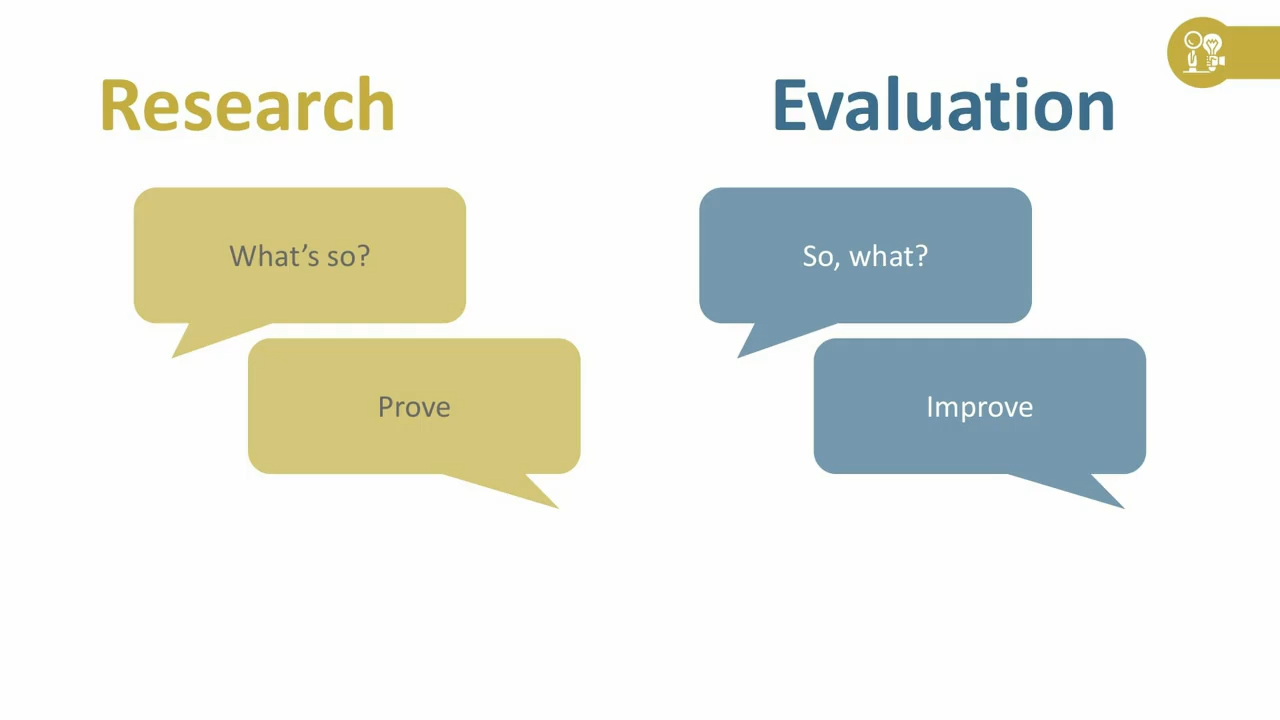 Research
What’s so?
Prove
Evaluation
So, what?
Improve